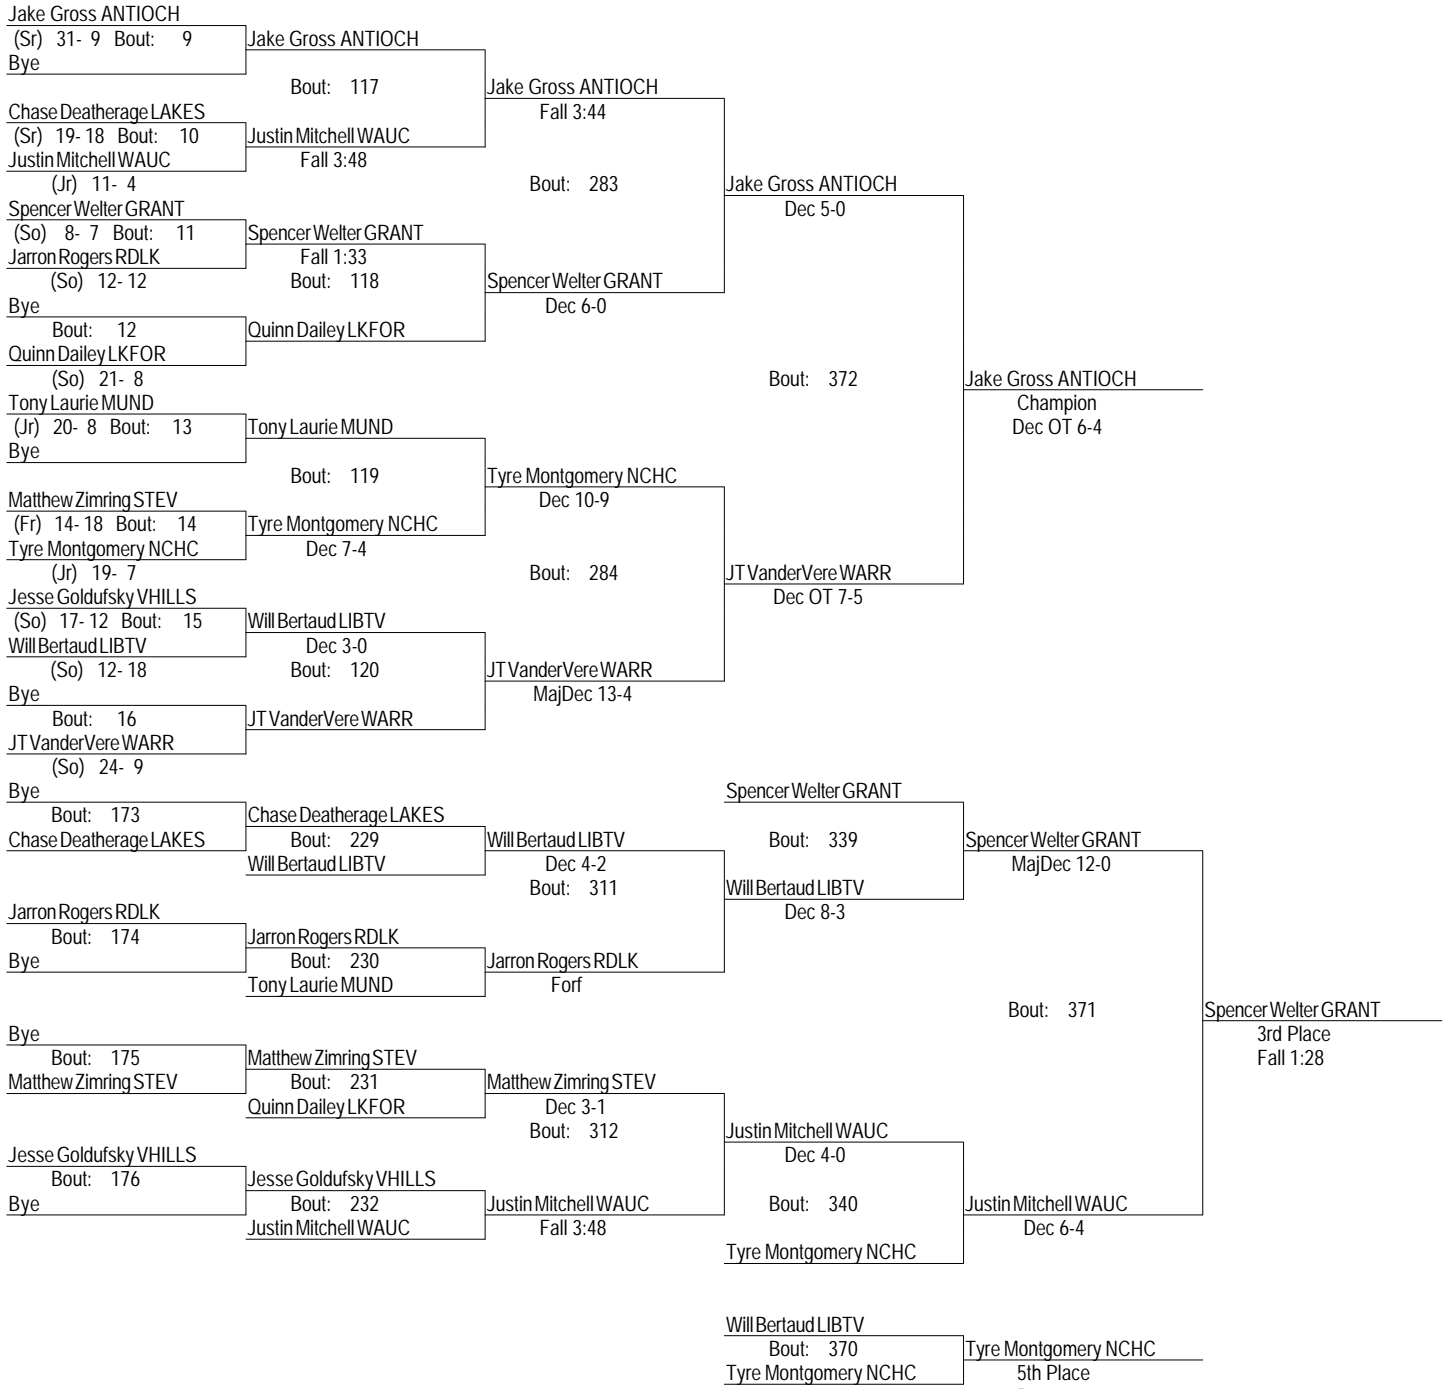 Jake Gross ANTIOCH
(Sr) 31- 9 Bout: 9
Jake Gross ANTIOCH
Bye
Bout: 117
Jake Gross ANTIOCH
Chase Deatherage LAKES
Fall 3:44
(Sr) 19- 18 Bout: 10
Justin Mitchell WAUC
Justin Mitchell WAUC
Fall 3:48
(Jr) 11- 4
Bout: 283
Jake Gross ANTIOCH
Spencer Welter GRANT
Dec 5-0
(So) 8- 7 Bout: 11
Spencer Welter GRANT
Jarron Rogers RDLK
Fall 1:33
(So) 12- 12
Bout: 118
Spencer Welter GRANT
Bye
Dec 6-0
Bout: 12
Quinn Dailey LKFOR
Quinn Dailey LKFOR
(So) 21- 8
Bout: 372
Jake Gross ANTIOCH
Tony Laurie MUND
Champion
(Jr) 20- 8 Bout: 13
Tony Laurie MUND
Dec OT 6-4
Bye
Bout: 119
Tyre Montgomery NCHC
Matthew Zimring STEV
Dec 10-9
(Fr) 14- 18 Bout: 14
Tyre Montgomery NCHC
Tyre Montgomery NCHC
Dec 7-4
(Jr) 19- 7
Bout: 284
JT VanderVere WARR
Jesse Goldufsky VHILLS
Dec OT 7-5
(So) 17- 12 Bout: 15
Will Bertaud LIBTV
Will Bertaud LIBTV
Dec 3-0
(So) 12- 18
Bout: 120
JT VanderVere WARR
Bye
MajDec 13-4
Bout: 16
JT VanderVere WARR
JT VanderVere WARR
(So) 24- 9
Bye
Spencer Welter GRANT
Bout: 173
Chase Deatherage LAKES
Chase Deatherage LAKES
Bout: 229
Will Bertaud LIBTV
Bout: 339
Spencer Welter GRANT
Will Bertaud LIBTV
Dec 4-2
MajDec 12-0
Bout: 311
Will Bertaud LIBTV
Jarron Rogers RDLK
Dec 8-3
Bout: 174
Jarron Rogers RDLK
Bye
Bout: 230
Jarron Rogers RDLK
Tony Laurie MUND
Forf
Bout: 371
Spencer Welter GRANT
Bye
3rd Place
Bout: 175
Matthew Zimring STEV
Fall 1:28
Matthew Zimring STEV
Bout: 231
Matthew Zimring STEV
Quinn Dailey LKFOR
Dec 3-1
Bout: 312
Justin Mitchell WAUC
Jesse Goldufsky VHILLS
Dec 4-0
Bout: 176
Jesse Goldufsky VHILLS
Bye
Bout: 232
Justin Mitchell WAUC
Bout: 340
Justin Mitchell WAUC
Justin Mitchell WAUC
Fall 3:48
Dec 6-4
Tyre Montgomery NCHC
Will Bertaud LIBTV
Bout: 370
Tyre Montgomery NCHC
Tyre Montgomery NCHC
5th Place